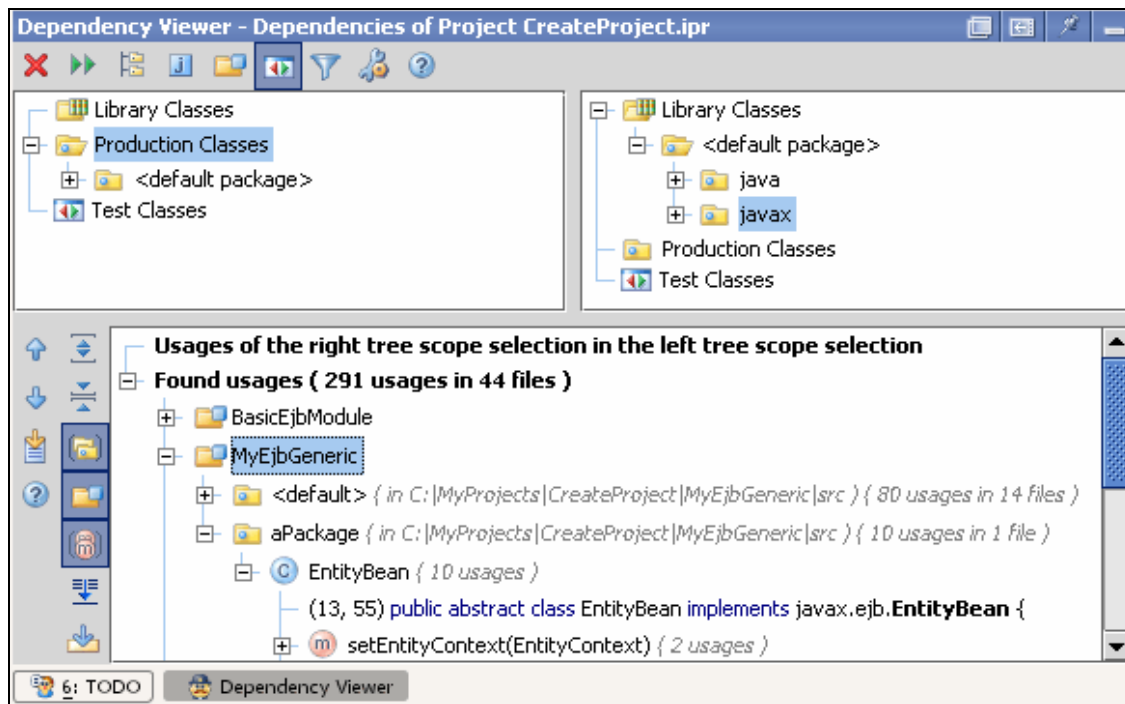 Dependency Viewer - Dependencies of Project CreateProject.ipr
Library Classes
Production Classes
<default package>
Test Classes
Library Classes
<default package>
java
javax
Production Classes
Test Classes
Usages of the right tree scope selection in the left tree scope selection
Found usages ( 291 usages in 44 files )
BasicEjbModule
MyEjbGeneric
<default> ( in C:|MyProjects|CreateProject|MyEjbGeneric|src ) ( 80 usages in 14 files )
aPackage ( in C:|MyProjects|CreateProject|MyEjbGeneric|src ) ( 10 usages in 1 file )
C EntityBean ( 10 usages )
(13, 55) public abstract class EntityBean implements javax.ejb.EntityBean {
m setEntityContext(EntityContext) ( 2 usages )
6: TODO Dependency Viewer